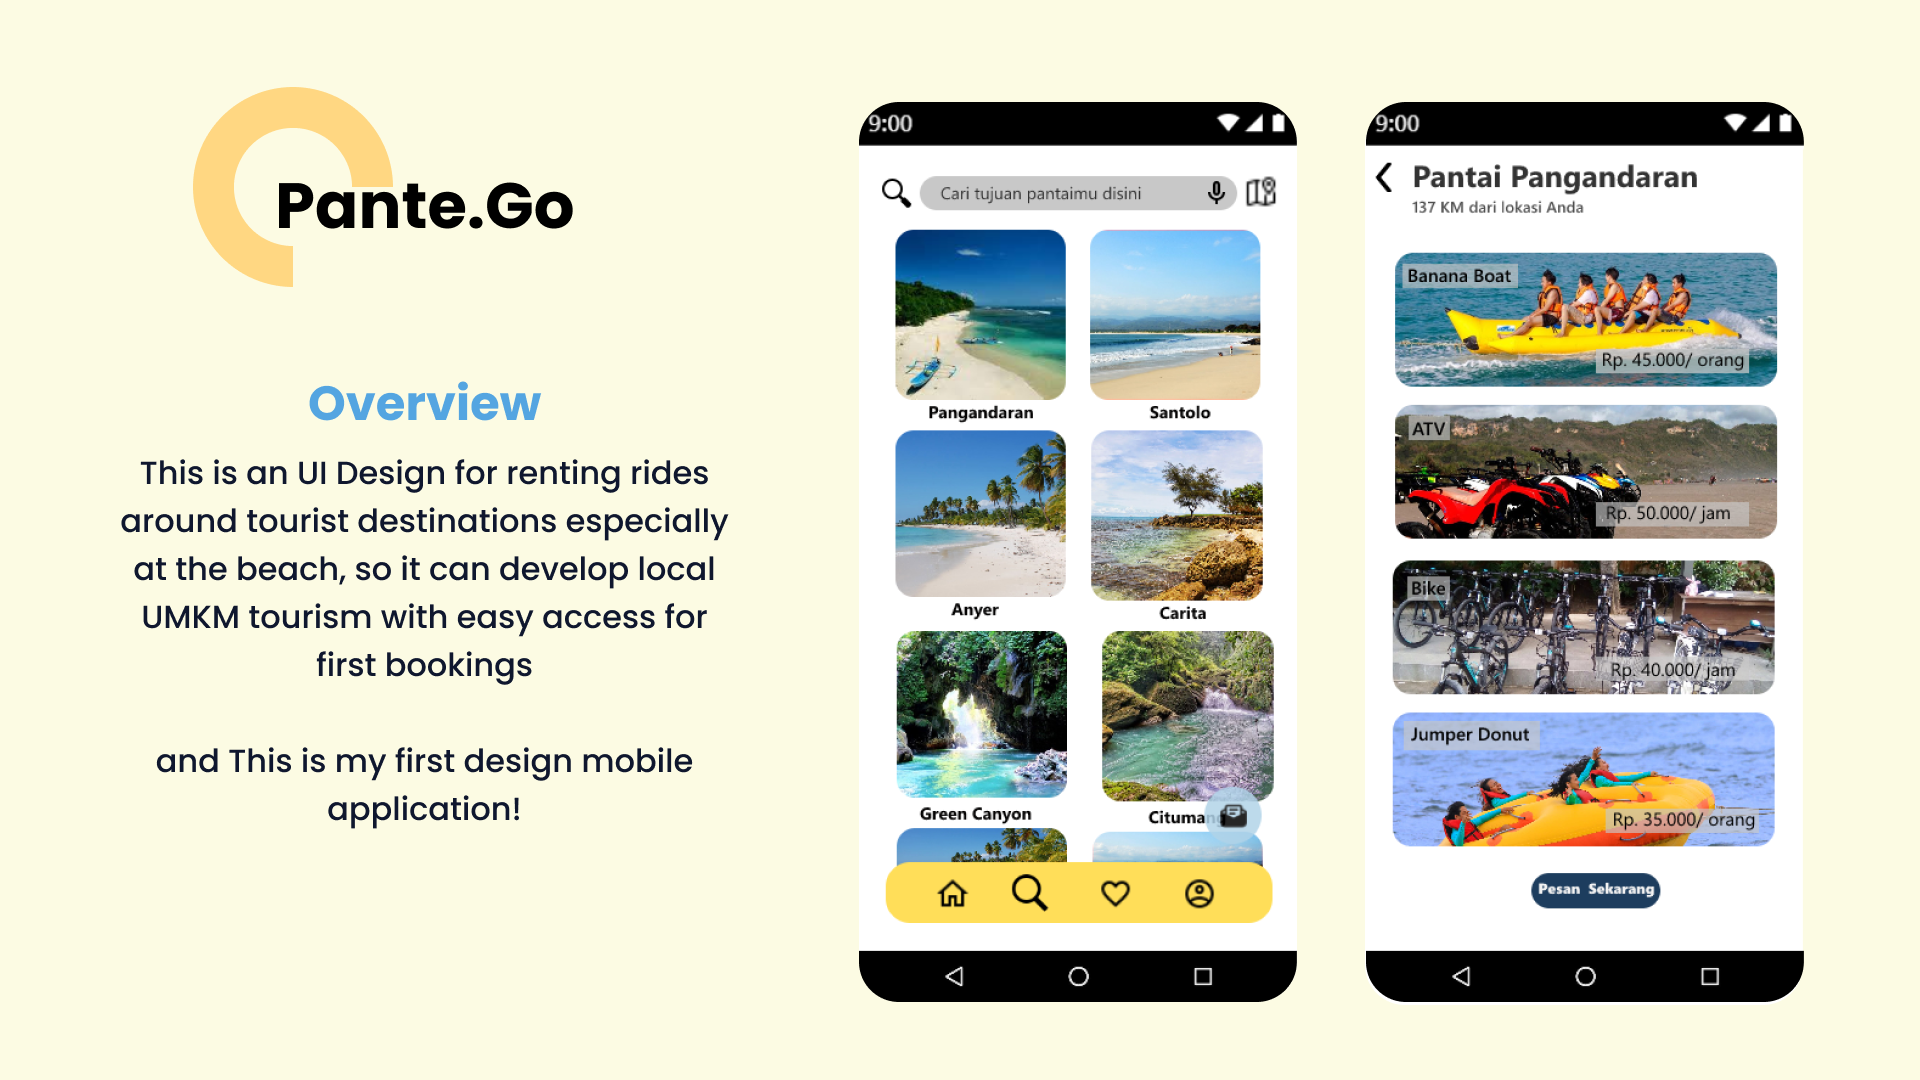 Pante.Go
Overview
This is an UI Design for renting rides
around tourist destinations especially
at the beach, so it can develop local
UMKM tourism with easy access for
first bookings
and This is my first design mobile
application!
9:00
Cari tujuan pantaimu disini
Pangandaran
Santolo
Anyer
Carita
Green Canyon
Citumang
9:00
Pantai Pangandaran
137 KM dari lokasi Anda
Banana Boat
Rp. 45.000/ orang
ATV
Rp. 50.000/ jam
Bike
Rp. 40.000/ jam
Jumper Donut
Rp. 35.000/ orang
Pesan Sekarang